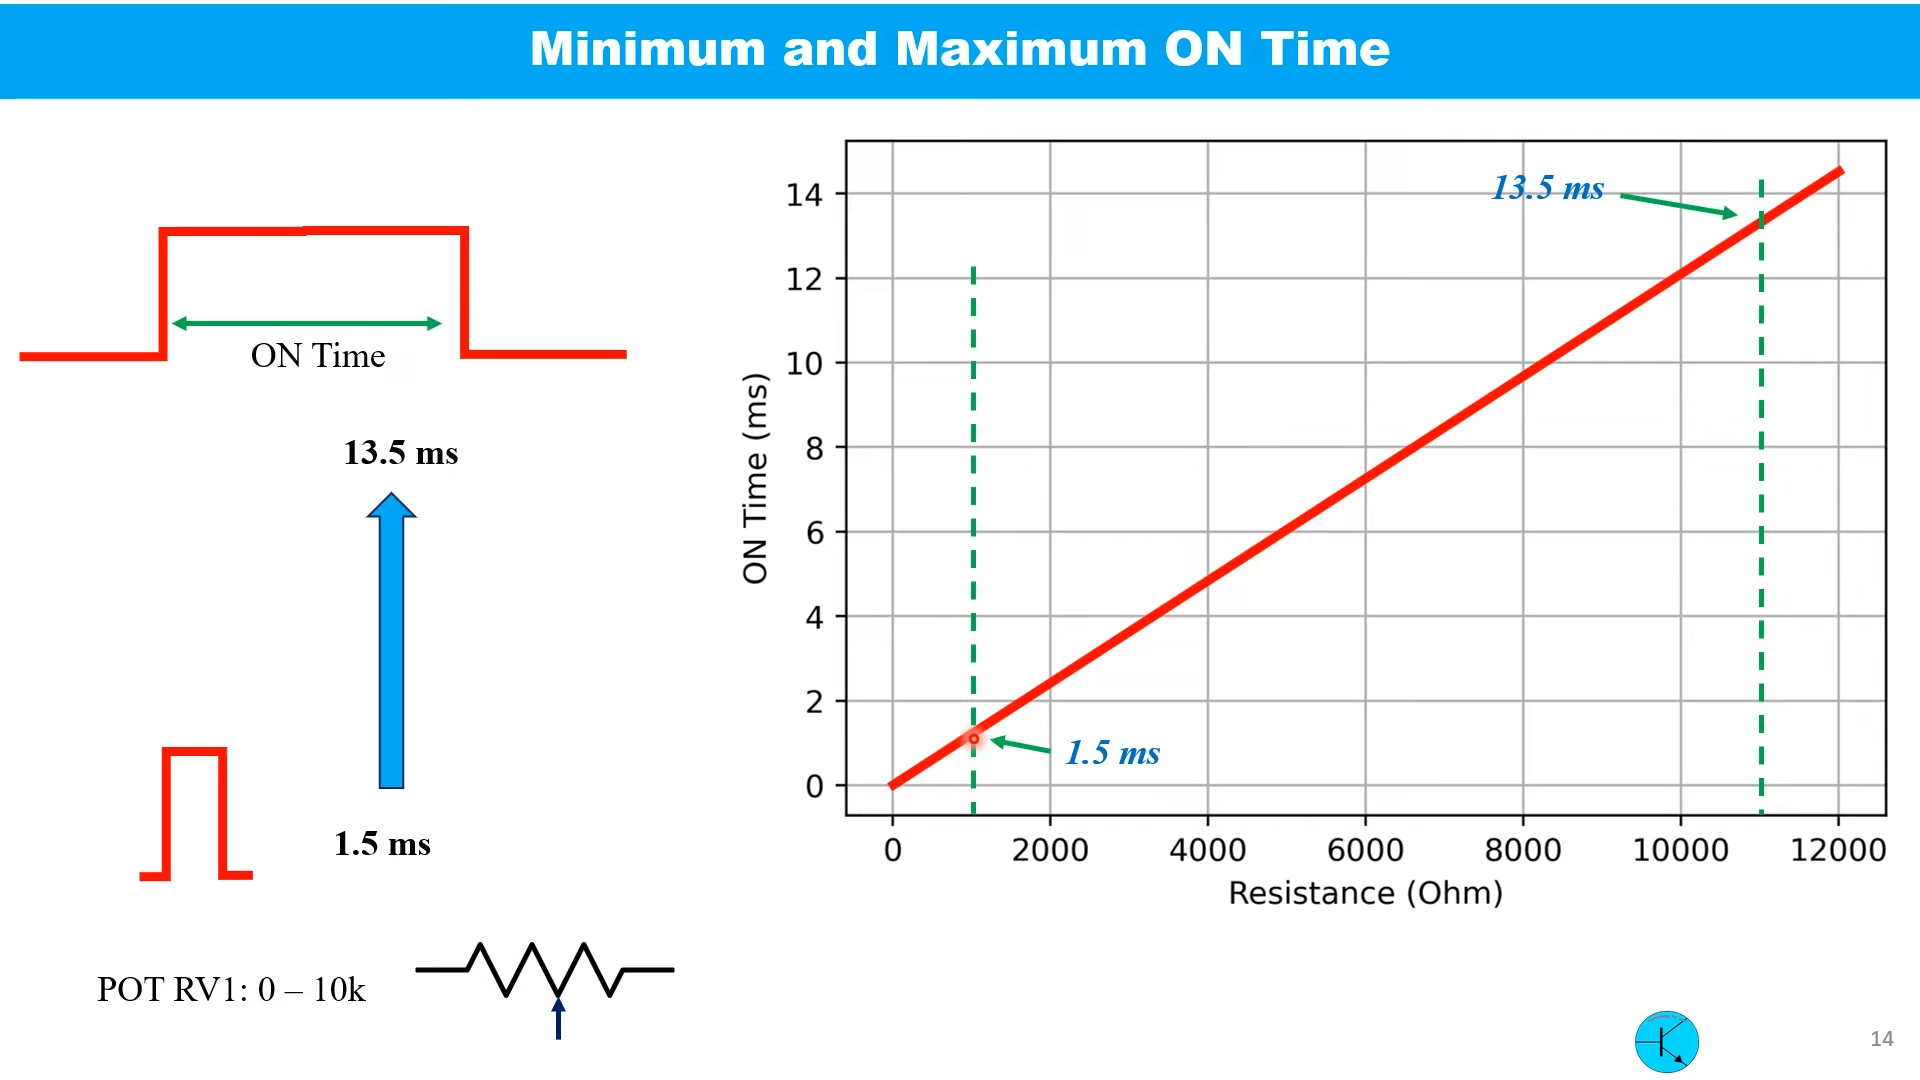 Minimum and Maximum ON Time
ON Time
13.5 ms
1.5 ms
POT RV1: 0 – 10k
13.5 ms
1.5 ms
14
12
10
8
6
4
2
0
ON Time (ms)
0 2000 4000 6000 8000 10000 12000
Resistance (Ohm)
14